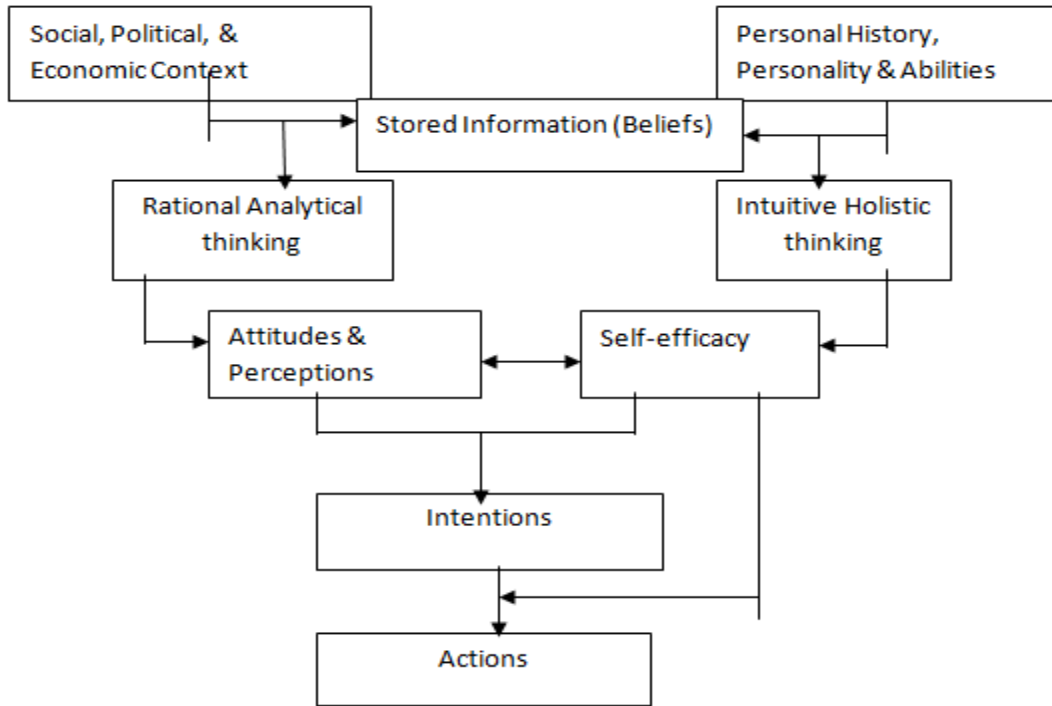 Social, Political, &
Economic Context
Personal History,
Personality & Abilities
Stored Information (Beliefs)
Rational Analytical
thinking
Intuitive Holistic
thinking
Attitudes &
Perceptions
Self-efficacy
Intentions
Actions